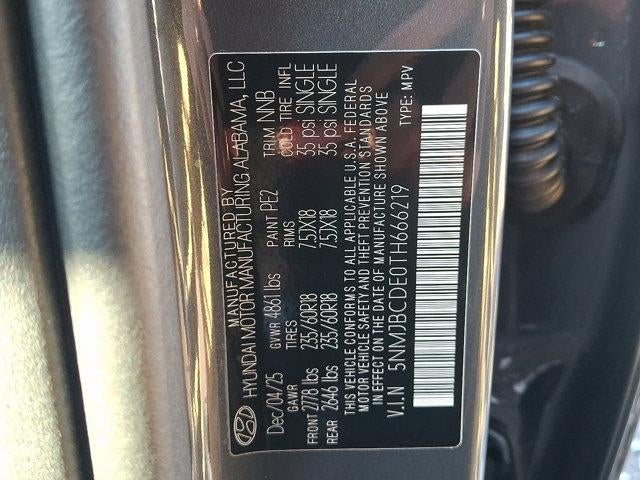 MANUFACTURED BY
HYUNDAI MOTOR MANUFACTURING ALABAMA, LLC
Dec/04/25 GVWR 4861 lbs PAINT PE2 TRIM NNB
GAWR TIRES RIMS COLD TIRE INFL
FRONT 2778 lbs 235/60R18 7.5JX18 35 psi SINGLE
REAR 2646 lbs 235/60R18 7.5JX18 35 psi SINGLE
THIS VEHICLE CONFORMS TO ALL APPLICABLE U.S.A. FEDERAL
MOTOR VEHICLE SAFETY AND THEFT PREVENTION STANDARDS
IN EFFECT ON THE DATE OF MANUFACTURE SHOWN ABOVE
V.I.N 5NMJBCDE0TH666219 TYPE: MPV